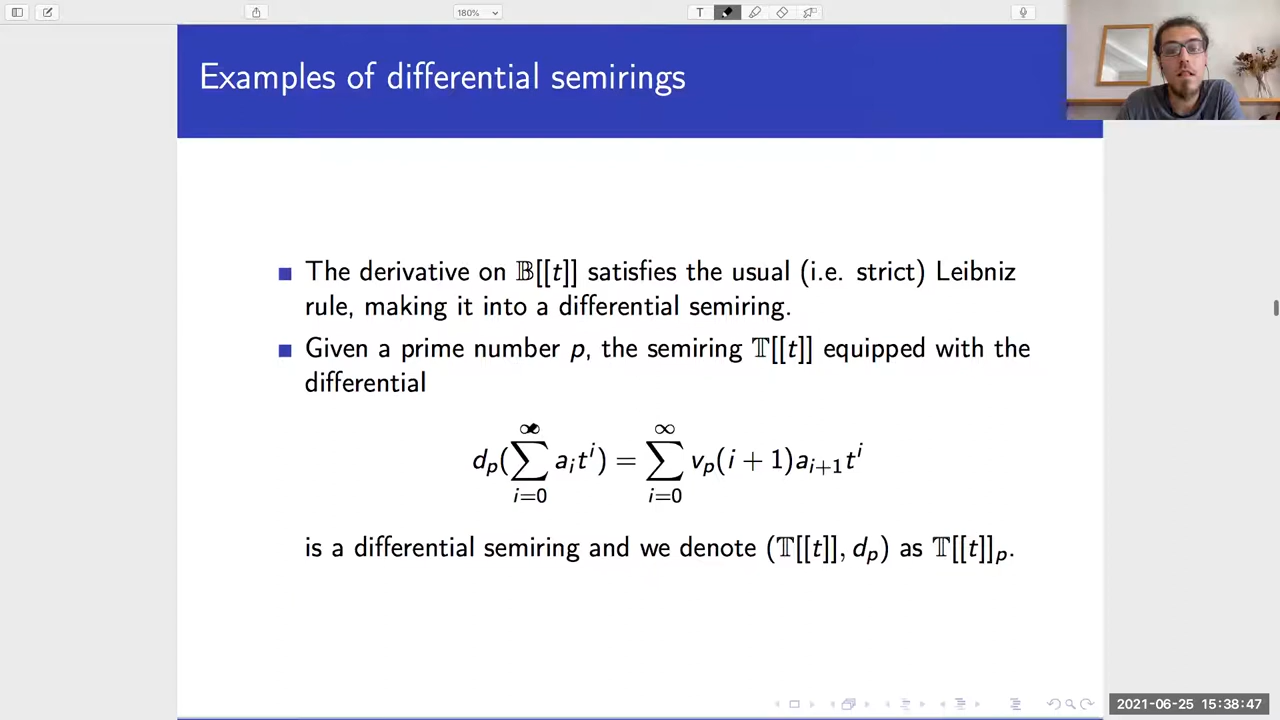 180%
T
Examples of differential semirings
The derivative on 𝔹[[t]] satisfies the usual (i.e. strict) Leibniz
rule, making it into a differential semiring.
Given a prime number p, the semiring 𝕋[[t]] equipped with the
differential
d_p(∑_{i=0}^{∞} a_i t^i) = ∑_{i=0}^{∞} v_p(i + 1)a_{i+1}t^i
is a differential semiring and we denote (𝕋[[t]], d_p) as 𝕋[[t]]_p.
2021-06-25 15:38:47